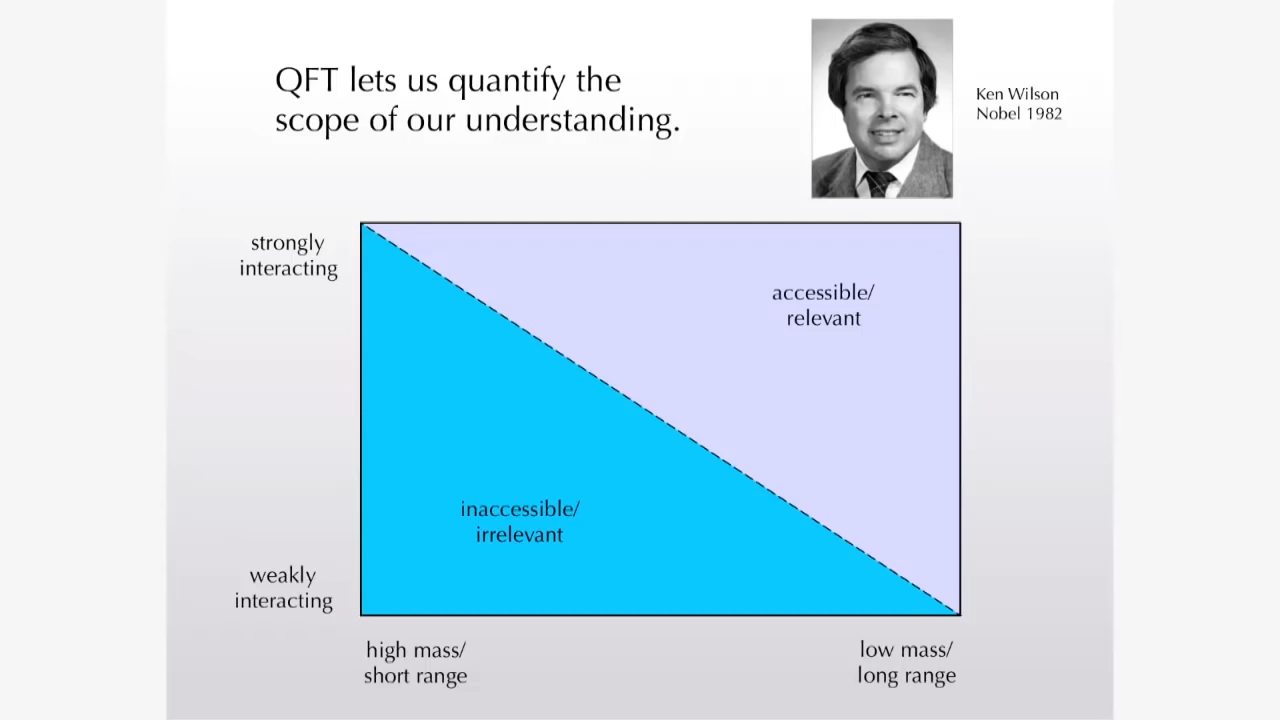 QFT lets us quantify the
scope of our understanding.
Ken Wilson
Nobel 1982
strongly
interacting
accessible/
relevant
inaccessible/
irrelevant
weakly
interacting
high mass/
short range
low mass/
long range